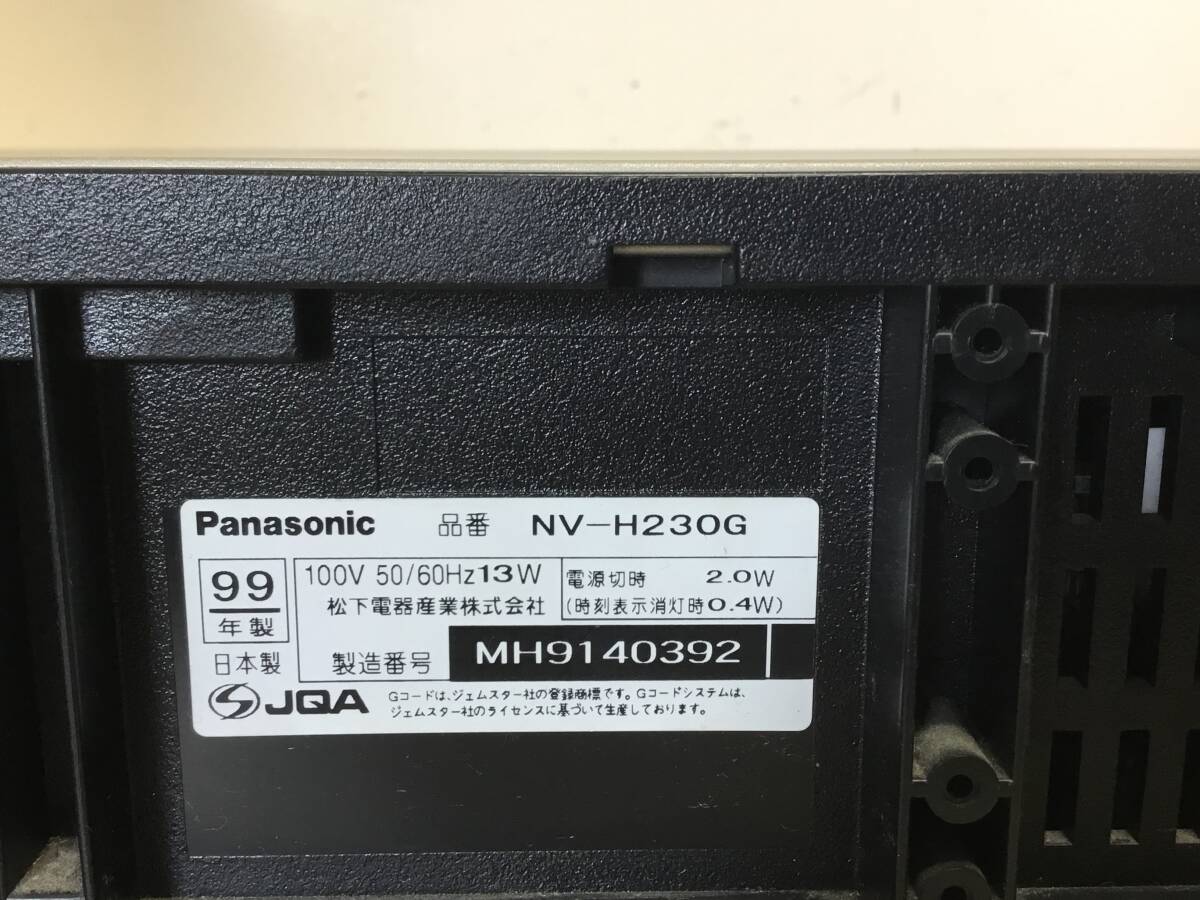 Panasonic 品番 NV-H230G
99
年製
日本製
100V 50/60Hz 13W
松下電器産業株式会社
電源切時 2.0W
(時刻表示消灯時0.4W)
製造番号 MH9140392
JQA
Gコードは、ジェムスター社の登録商標です。Gコードシステムは、
ジェムスター社のライセンスに基づいて生産しております。